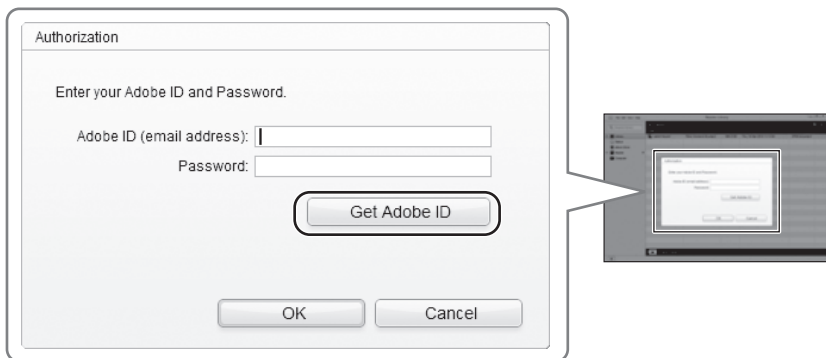 Authorization
Enter your Adobe ID and Password.
Adobe ID (email address):
Password:
Get Adobe ID
OK Cancel